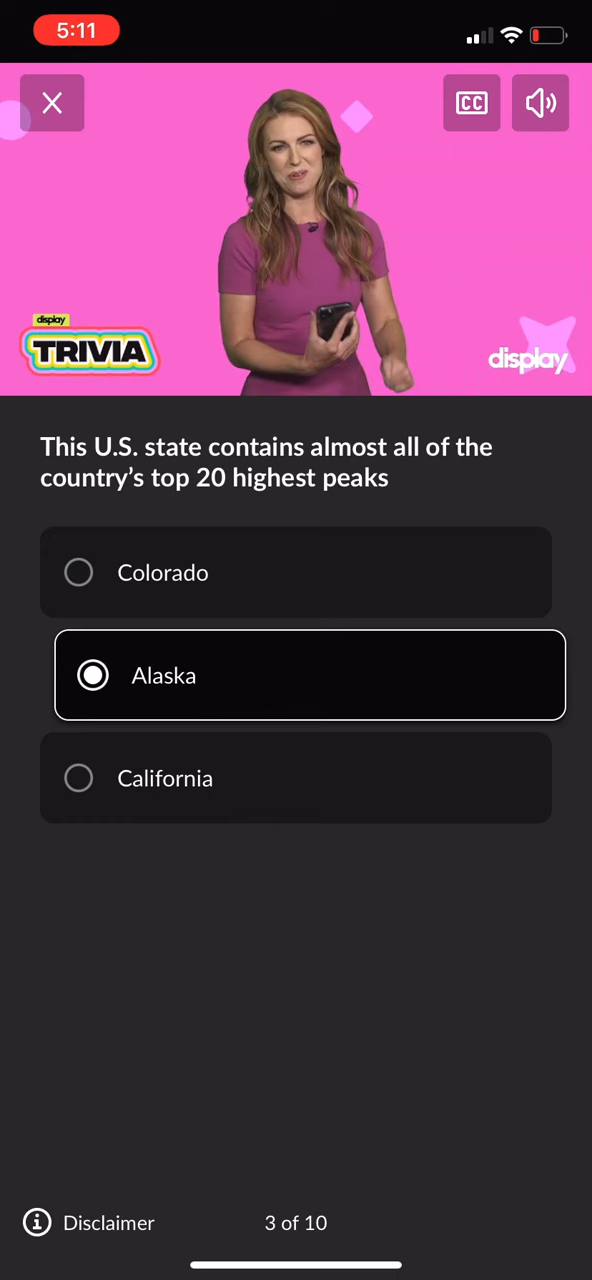 5:11
CC
display
TRIVIA
display
This U.S. state contains almost all of the
country’s top 20 highest peaks
Colorado
Alaska
California
Disclaimer
3 of 10